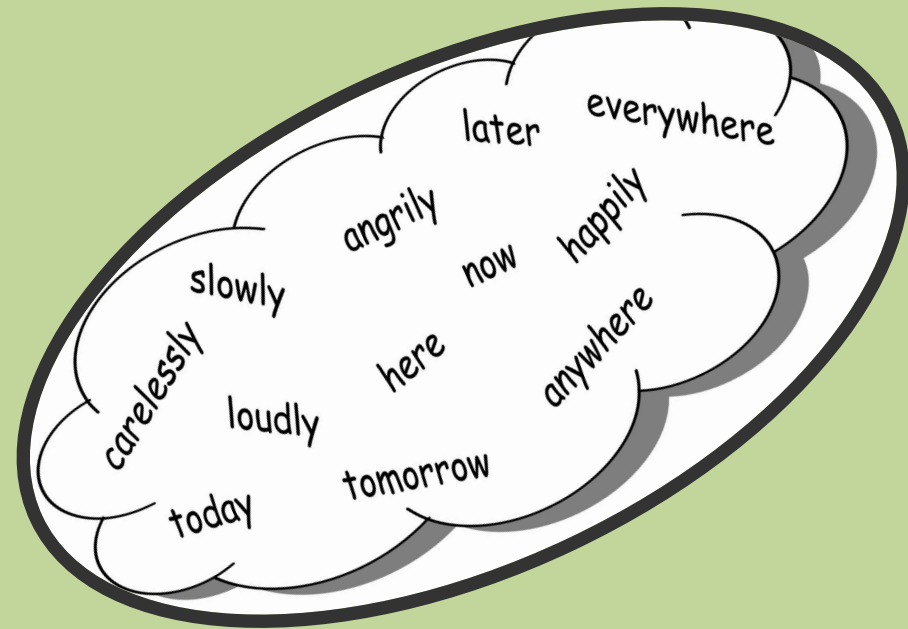 later
everywhere
angrily
happily
now
slowly
here
anywhere
carelessly
loudly
tomorrow
today